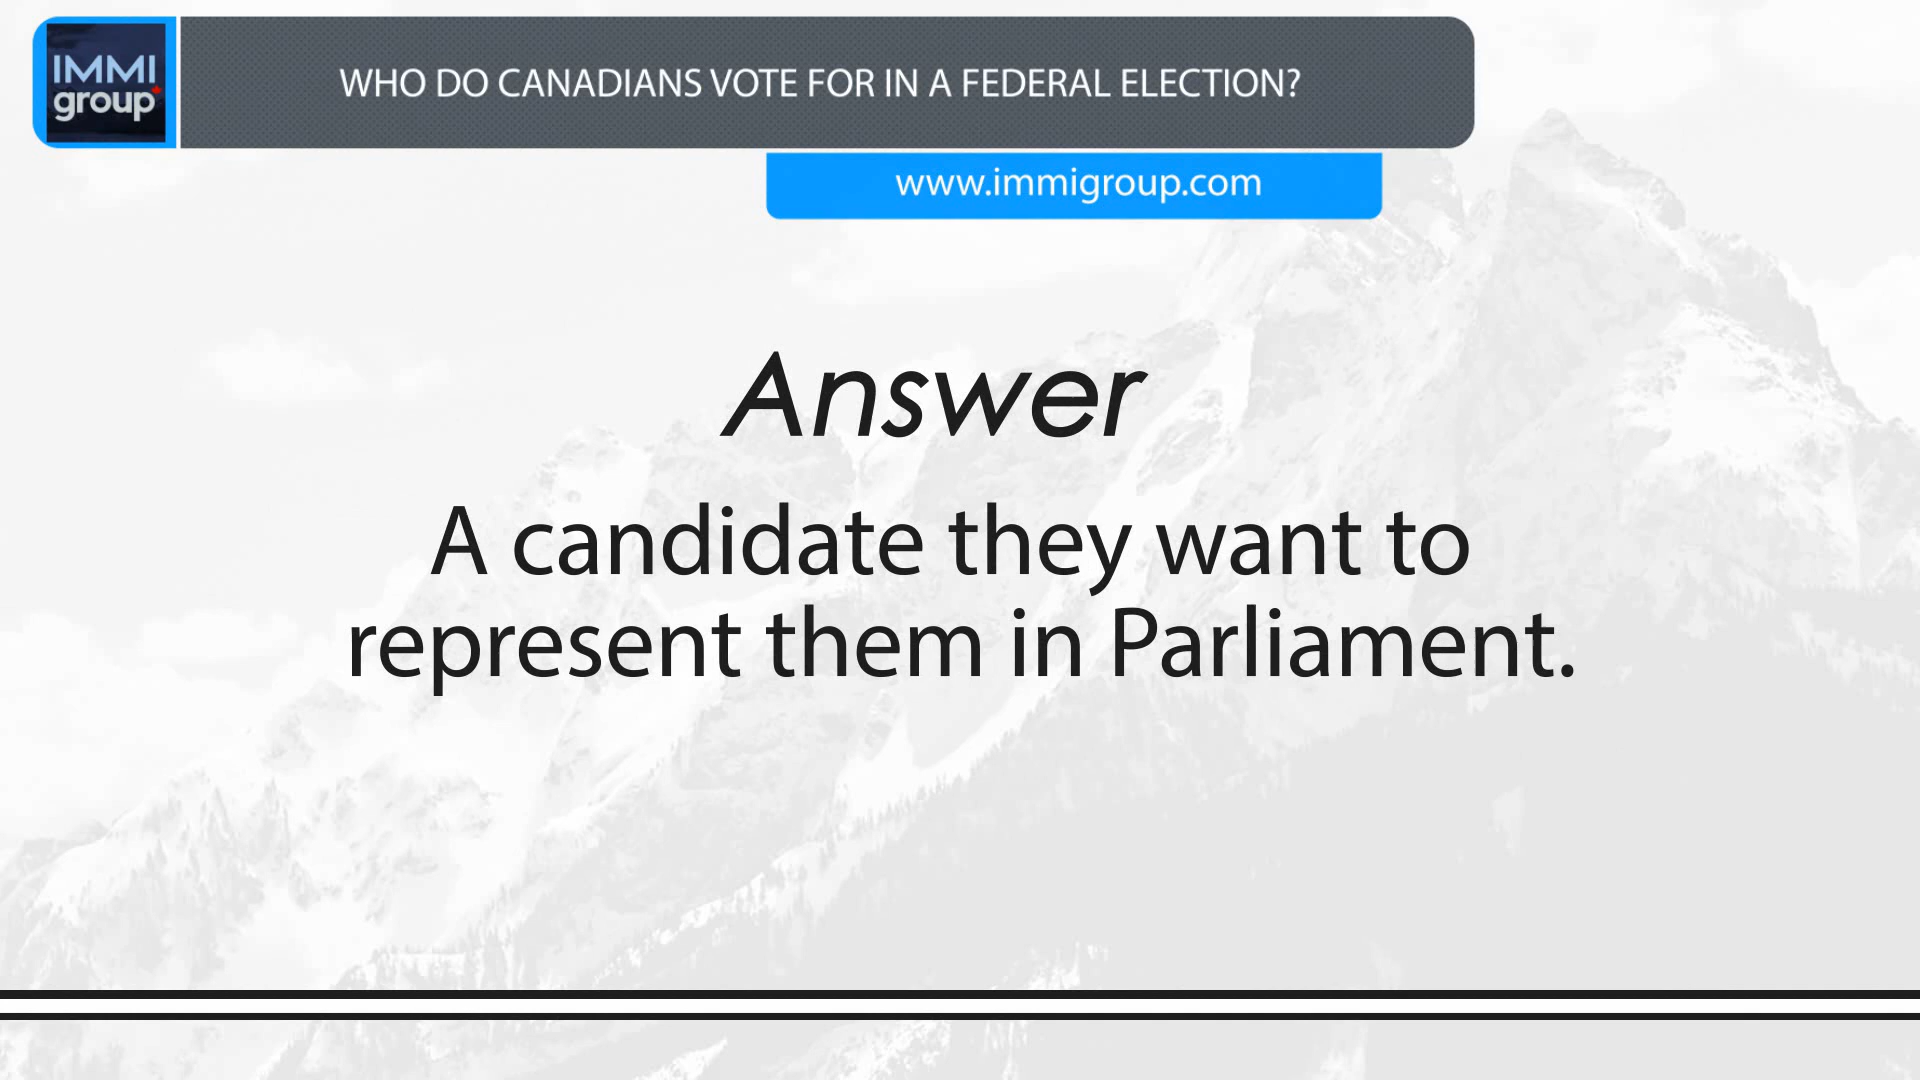 IMMI
group
WHO DO CANADIANS VOTE FOR IN A FEDERAL ELECTION?
www.immigroup.com
Answer
A candidate they want to
represent them in Parliament.